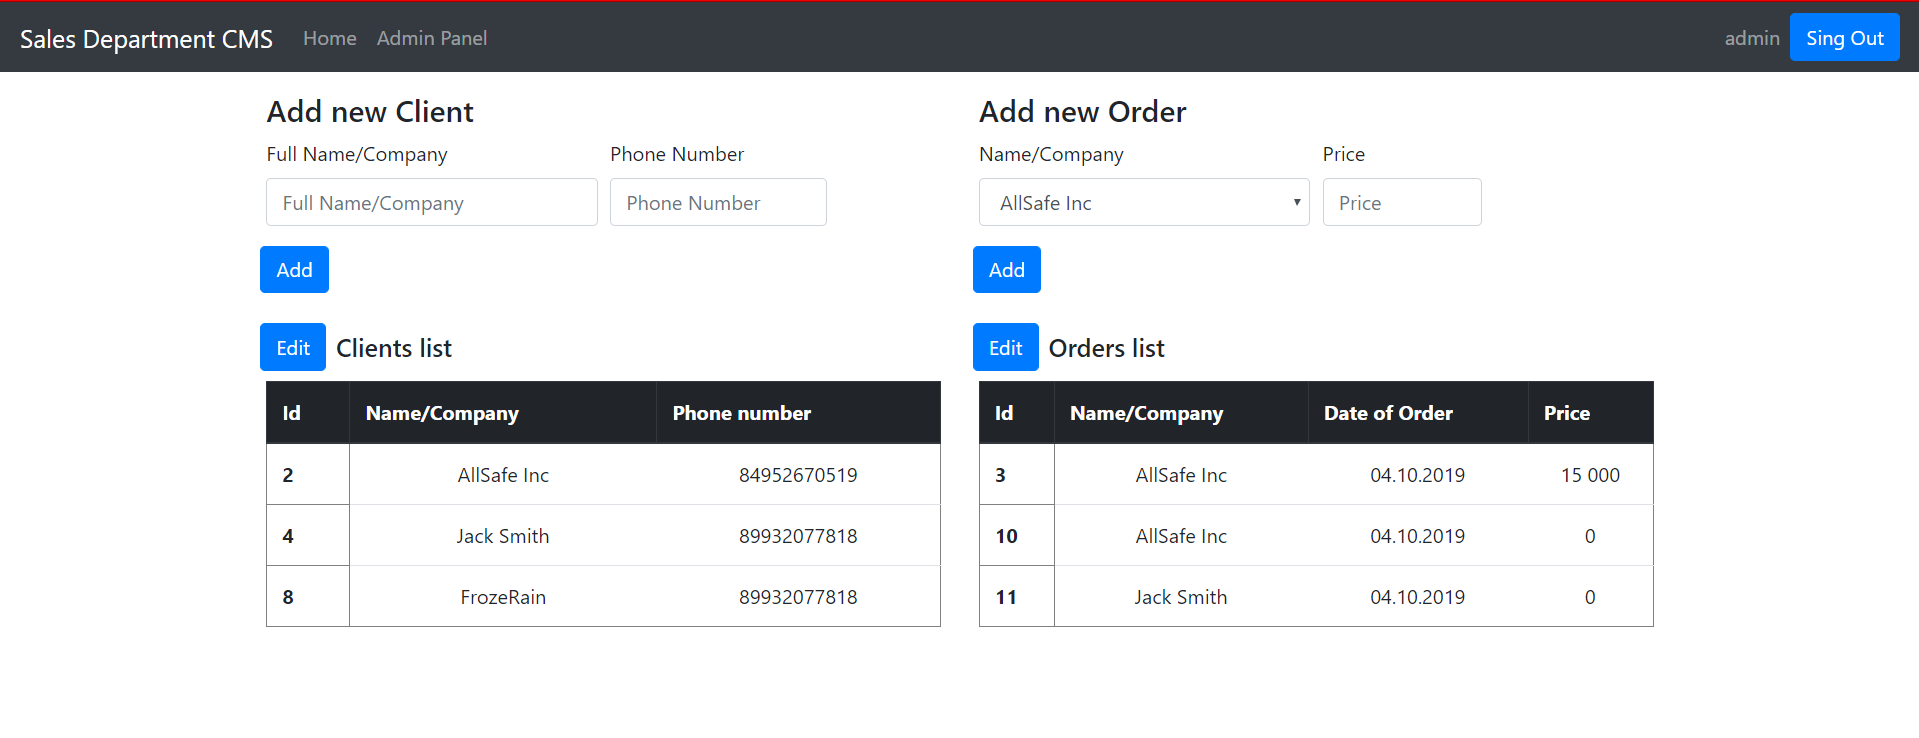 Sales Department CMS Home Admin Panel admin Sing Out
Add new Client
Full Name/Company Phone Number
Full Name/Company Phone Number
Add
Add new Order
Name/Company Price
AllSafe Inc Price
Add
Edit Clients list
Id Name/Company Phone number
2 AllSafe Inc 84952670519
4 Jack Smith 89932077818
8 FrozeRain 89932077818
Edit Orders list
Id Name/Company Date of Order Price
3 AllSafe Inc 04.10.2019 15 000
10 AllSafe Inc 04.10.2019 0
11 Jack Smith 04.10.2019 0